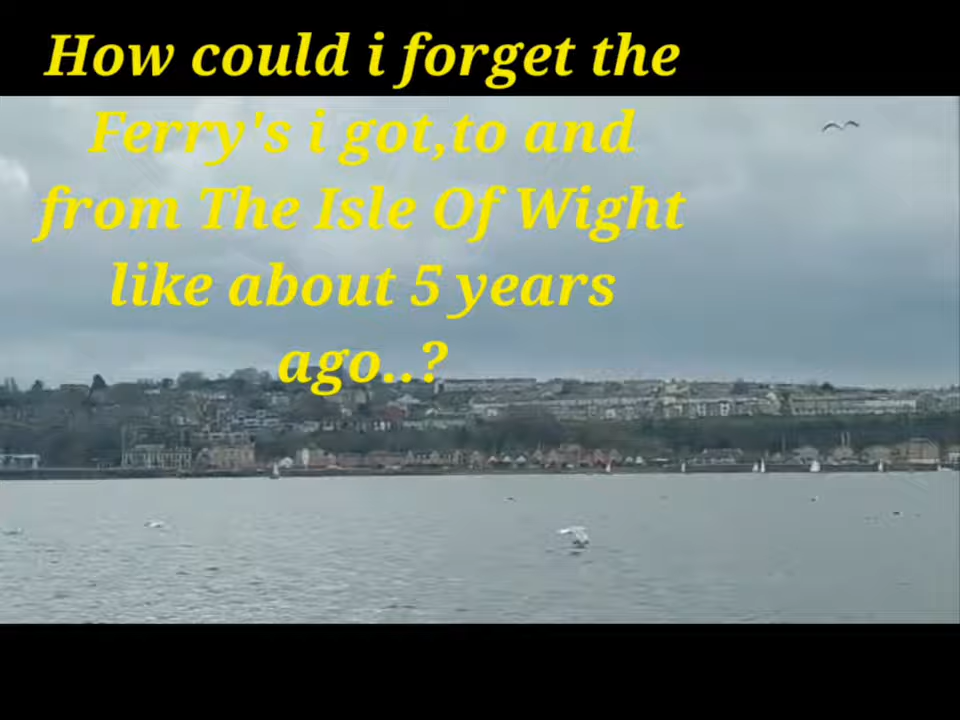 How could i forget the
Ferry's i got,to and
from The Isle Of Wight
like about 5 years
ago..?